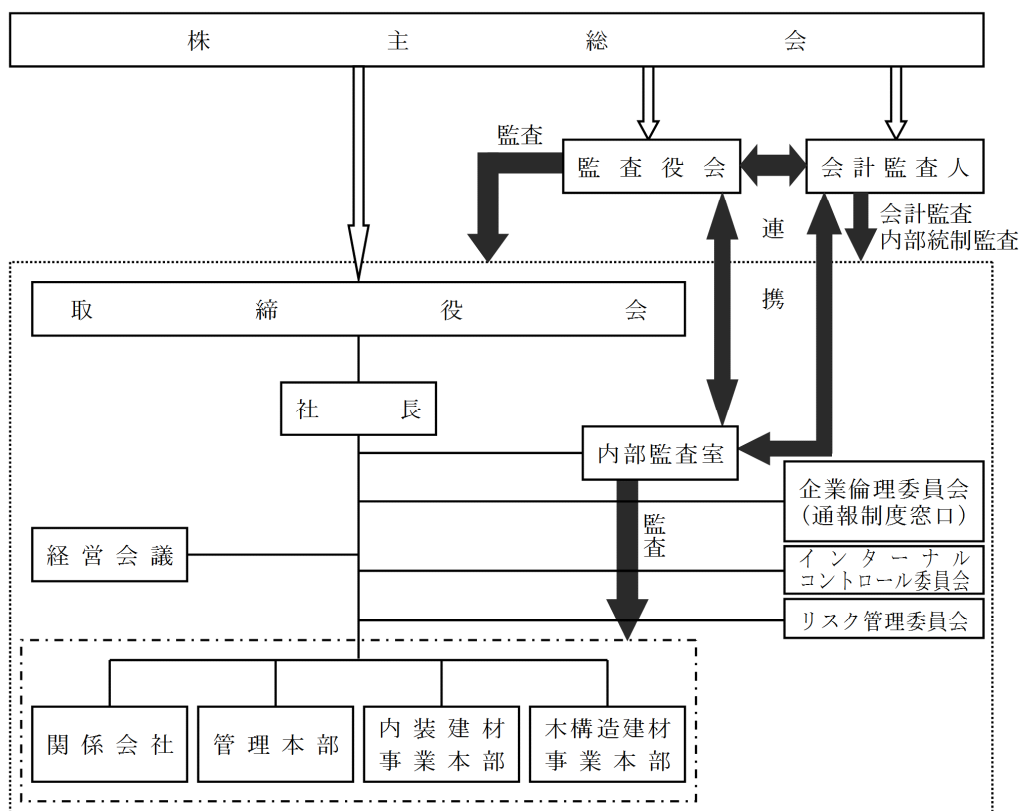 株主総会
監査
監査役会
会計監査人
連携
会計監査
内部統制監査
取締役会
社長
内部監査室
企業倫理委員会
(通報制度窓口)
監査
経営会議
インターナル
コントロール委員会
リスク管理委員会
関係会社
管理本部
内装建材
事業本部
木構造建材
事業本部